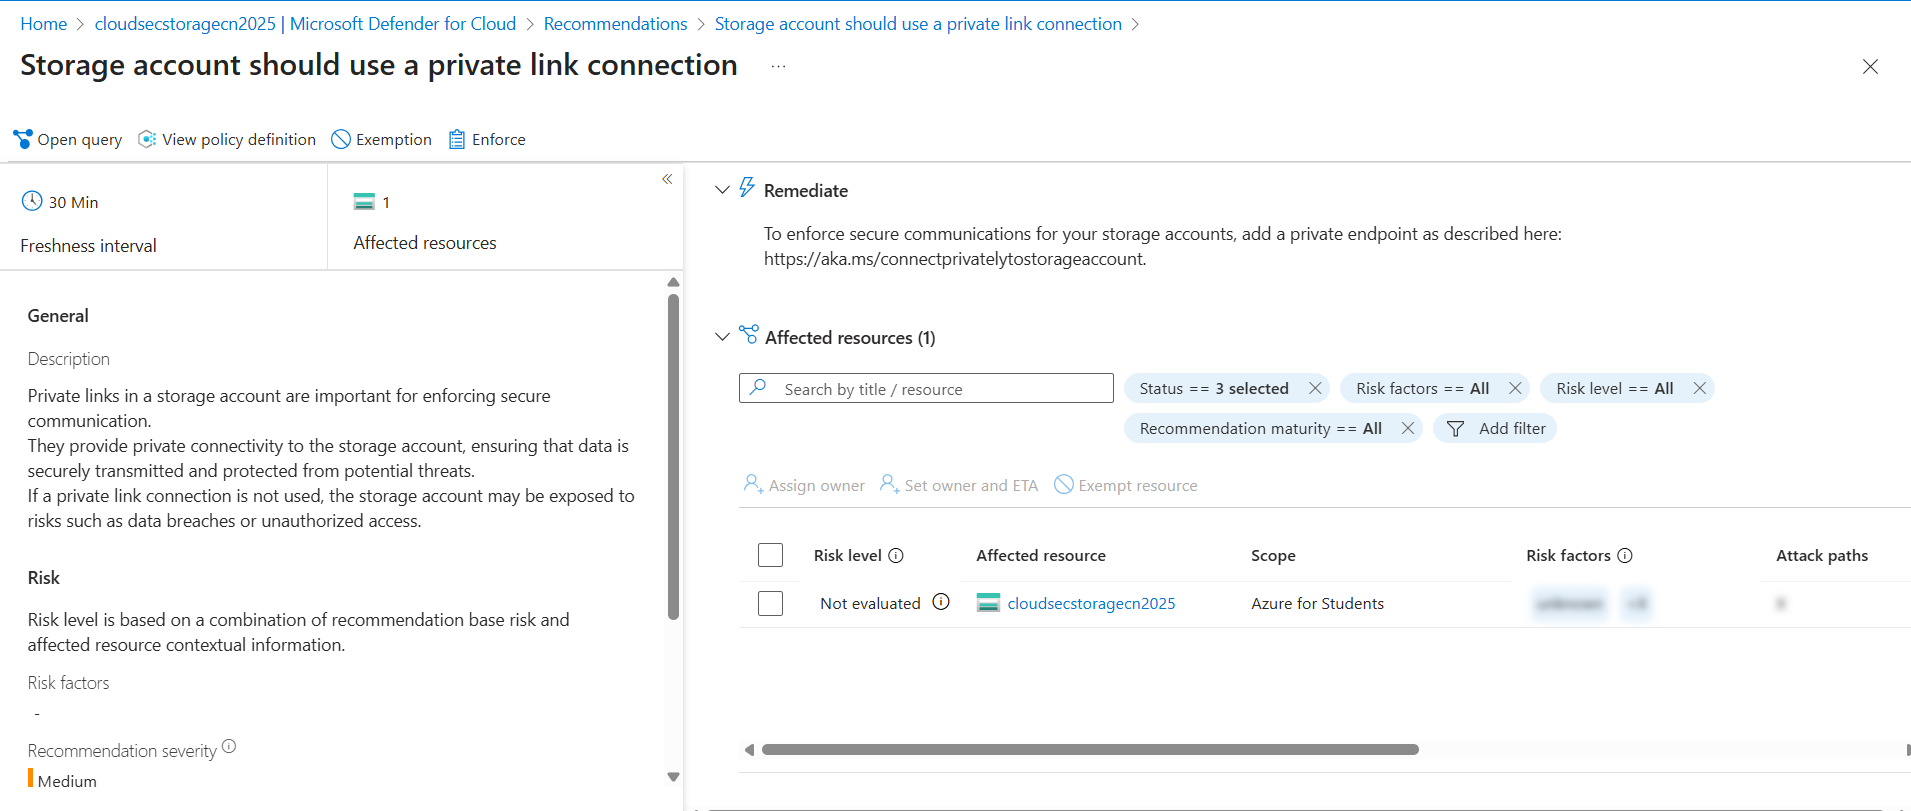 Home > cloudsecstoragecn2025 | Microsoft Defender for Cloud > Recommendations > Storage account should use a private link connection >
Storage account should use a private link connection ...
Open query View policy definition Exemption Enforce
30 Min
Freshness interval
1
Affected resources
General
Description
Private links in a storage account are important for enforcing secure
communication.
They provide private connectivity to the storage account, ensuring that data is
securely transmitted and protected from potential threats.
If a private link connection is not used, the storage account may be exposed to
risks such as data breaches or unauthorized access.
Risk
Risk level is based on a combination of recommendation base risk and
affected resource contextual information.
Risk factors
-
Recommendation severity
Medium
Remediate
To enforce secure communications for your storage accounts, add a private endpoint as described here:
https://aka.ms/connectprivatelytostorageaccount.
Affected resources (1)
Search by title / resource
Status == 3 selected Risk factors == All Risk level == All
Recommendation maturity == All Add filter
Assign owner Set owner and ETA Exempt resource
Risk level Affected resource Scope Risk factors Attack paths
Not evaluated cloudsecstoragecn2025 Azure for Students